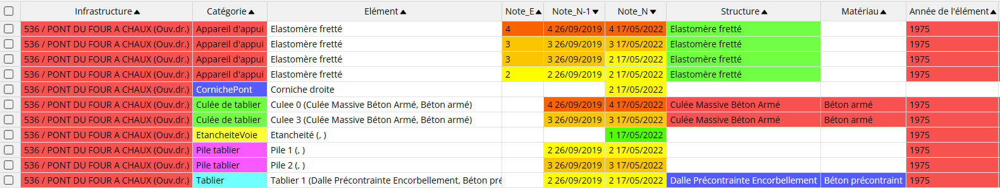 Infrastructure▲ Catégorie▲ Elément▲ Note_E▲ Note_N-1▼ Note_N▼ Structure▲ Matériau▲ Année de l'élément▲
536 / PONT DU FOUR A CHAUX (Ouv.dr.) Appareil d'appui Elastomère fretté 4 4 26/09/2019 4 17/05/2022 Elastomère fretté 1975
536 / PONT DU FOUR A CHAUX (Ouv.dr.) Appareil d'appui Elastomère fretté 3 3 26/09/2019 3 17/05/2022 Elastomère fretté 1975
536 / PONT DU FOUR A CHAUX (Ouv.dr.) Appareil d'appui Elastomère fretté 3 3 26/09/2019 2 17/05/2022 Elastomère fretté 1975
536 / PONT DU FOUR A CHAUX (Ouv.dr.) Appareil d'appui Elastomère fretté 2 2 26/09/2019 2 17/05/2022 Elastomère fretté 1975
536 / PONT DU FOUR A CHAUX (Ouv.dr.) CornichePont Corniche droite 2 17/05/2022
536 / PONT DU FOUR A CHAUX (Ouv.dr.) Culée de tablier Culee 0 (Culée Massive Béton Armé, Béton armé) 4 26/09/2019 4 17/05/2022 Culée Massive Béton Armé Béton armé 1975
536 / PONT DU FOUR A CHAUX (Ouv.dr.) Culée de tablier Culee 3 (Culée Massive Béton Armé, Béton armé) 3 26/09/2019 3 17/05/2022 Culée Massive Béton Armé Béton armé 1975
536 / PONT DU FOUR A CHAUX (Ouv.dr.) EtancheiteVoie Etancheité (, ) 1 17/05/2022 1975
536 / PONT DU FOUR A CHAUX (Ouv.dr.) Pile tablier Pile 1 (, ) 2 26/09/2019 2 17/05/2022 1975
536 / PONT DU FOUR A CHAUX (Ouv.dr.) Pile tablier Pile 2 (, ) 3 26/09/2019 3 17/05/2022 1975
536 / PONT DU FOUR A CHAUX (Ouv.dr.) Tablier Tablier 1 (Dalle Précontrainte Encorbellement, Béton pré 2 26/09/2019 2 17/05/2022 Dalle Précontrainte Encorbellement Béton précontraint 1975